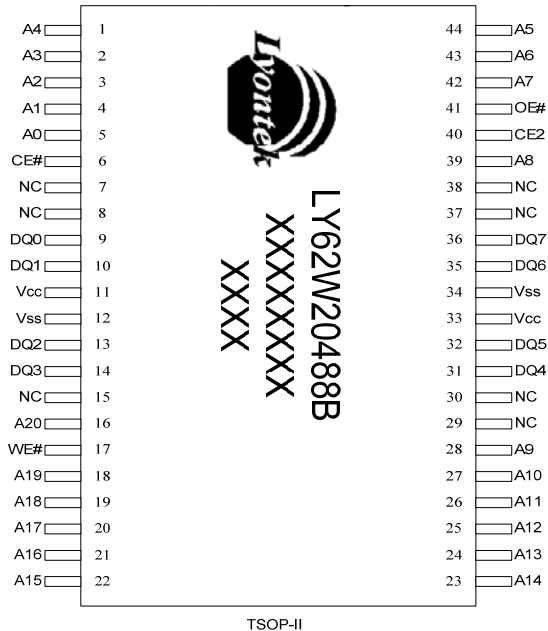 A4 1 44 A5
A3 2 43 A6
A2 3 42 A7
A1 4 41 OE#
A0 5 40 CE2
CE# 6 39 A8
NC 7 38 NC
NC 8 37 NC
DQ0 9 36 DQ7
DQ1 10 35 DQ6
Vcc 11 34 Vss
Vss 12 33 Vcc
DQ2 13 32 DQ5
DQ3 14 31 DQ4
NC 15 30 NC
A20 16 29 NC
WE# 17 28 A9
A19 18 27 A10
A18 19 26 A11
A17 20 25 A12
A16 21 24 A13
A15 22 23 A14
Lyontek
LY62W20488B
XXXXXXXX
XXXX
TSOP-II